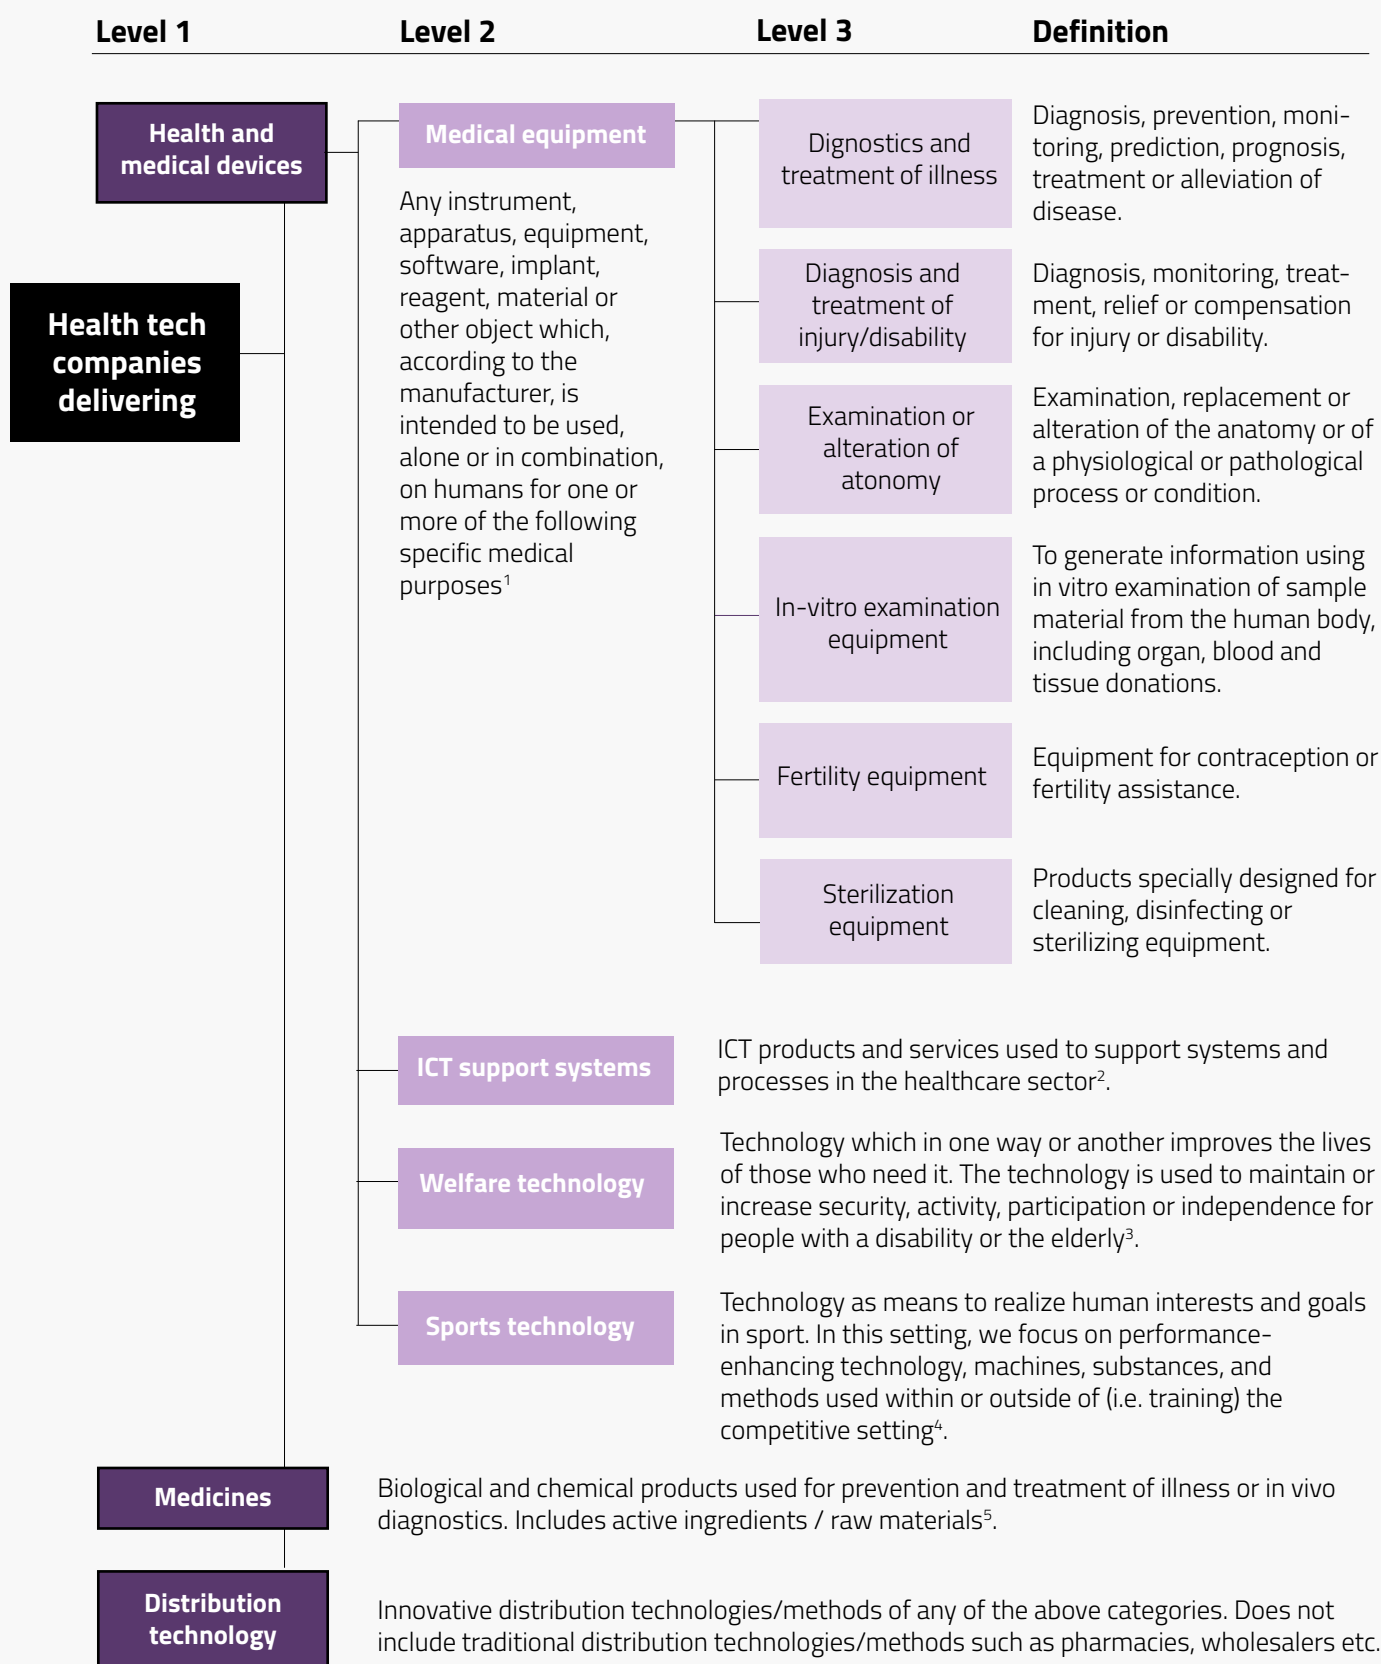 Level 1 Level 2 Level 3 Definition
Health and
medical devices
Health tech
companies
delivering
Medical equipment
Any instrument,
apparatus, equipment,
software, implant,
reagent, material or
other object which,
according to the
manufacturer, is
intended to be used,
alone or in combination,
on humans for one or
more of the following
specific medical
purposes¹
Dignostics and
treatment of illness
Diagnosis, prevention, moni-
toring, prediction, prognosis,
treatment or alleviation of
disease.
Diagnosis and
treatment of
injury/disability
Diagnosis, monitoring, treat-
ment, relief or compensation
for injury or disability.
Examination or
alteration of
atonomy
Examination, replacement or
alteration of the anatomy or of
a physiological or pathological
process or condition.
In-vitro examination
equipment
To generate information using
in vitro examination of sample
material from the human body,
including organ, blood and
tissue donations.
Fertility equipment
Equipment for contraception or
fertility assistance.
Sterilization
equipment
Products specially designed for
cleaning, disinfecting or
sterilizing equipment.
ICT support systems
ICT products and services used to support systems and
processes in the healthcare sector².
Welfare technology
Technology which in one way or another improves the lives
of those who need it. The technology is used to maintain or
increase security, activity, participation or independence for
people with a disability or the elderly³.
Sports technology
Technology as means to realize human interests and goals
in sport. In this setting, we focus on performance-
enhancing technology, machines, substances, and
methods used within or outside of (i.e. training) the
competitive setting⁴.
Medicines
Biological and chemical products used for prevention and treatment of illness or in vivo
diagnostics. Includes active ingredients / raw materials⁵.
Distribution
technology
Innovative distribution technologies/methods of any of the above categories. Does not
include traditional distribution technologies/methods such as pharmacies, wholesalers etc.